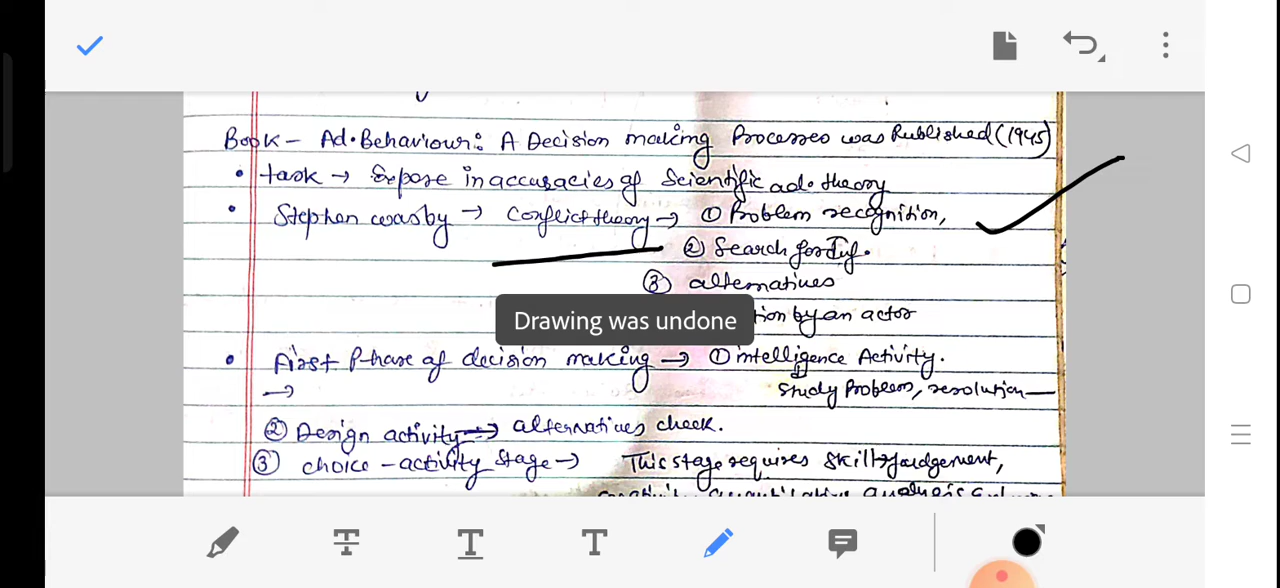 Book - Ad. Behaviour: A Decision making Processes was Published (1945)
• task → Expose inaccuracies of Scientific ad. theory
• Stephen wasby → Conflict theory → ① Problem recognition,
② Search for Inf.
③ alternatives
tion by an actor
Drawing was undone
• First Phase of decision making → ① intelligence Activity.
→ study Problem, resolution—
② Design activity → alternatives check.
③ choice - activity stage → This stage requires skill, judgement,
quantitative analysis